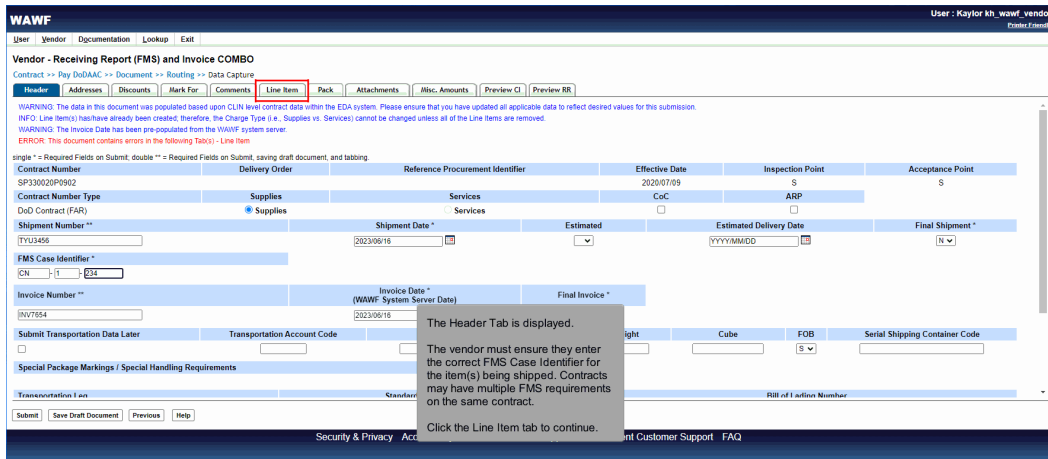 WAWF
User : Kaylor kh_wawf_vendo
Printer Friendl
User Vendor Documentation Lookup Exit
Vendor - Receiving Report (FMS) and Invoice COMBO
Contract >> Pay DoDAAC >> Document >> Routing >> Data Capture
Header Addresses Discounts Mark For Comments Line Item Pack Attachments Misc. Amounts Preview CI Preview RR
WARNING: The data in this document was populated based upon CLIN level contract data within the EDA system. Please ensure that you have updated all applicable data to reflect desired values for this submission.
INFO: Line Item(s) has/have already been created; therefore, the Charge Type (i.e., Supplies vs. Services) cannot be changed unless all of the Line Items are removed.
WARNING: The Invoice Date has been pre-populated from the WAWF system server.
ERROR: This document contains errors in the following Tab(s) - Line Item
single * = Required Fields on Submit; double ** = Required Fields on Submit, saving draft document, and tabbing.
Contract Number Delivery Order Reference Procurement Identifier Effective Date Inspection Point Acceptance Point
SP330020P0902 2020/07/09 S S
Contract Number Type Supplies Services CoC ARP
DoD Contract (FAR) Supplies Services
Shipment Number ** Shipment Date * Estimated Estimated Delivery Date Final Shipment *
TYU3456 2023/06/16 YYYY/MM/DD N
FMS Case Identifier *
CN - 1 - 234
Invoice Number ** Invoice Date * Final Invoice *
(WAWF System Server Date)
INV7654 2023/06/16
Submit Transportation Data Later Transportation Account Code ight Cube FOB Serial Shipping Container Code
S
Special Package Markings / Special Handling Requirements
Transportation Leg Standard Bill of Lading Number
The Header Tab is displayed.
The vendor must ensure they enter
the correct FMS Case Identifier for
the item(s) being shipped. Contracts
may have multiple FMS requirements
on the same contract.
Click the Line Item tab to continue.
Submit Save Draft Document Previous Help
Security & Privacy Acc nt Customer Support FAQ